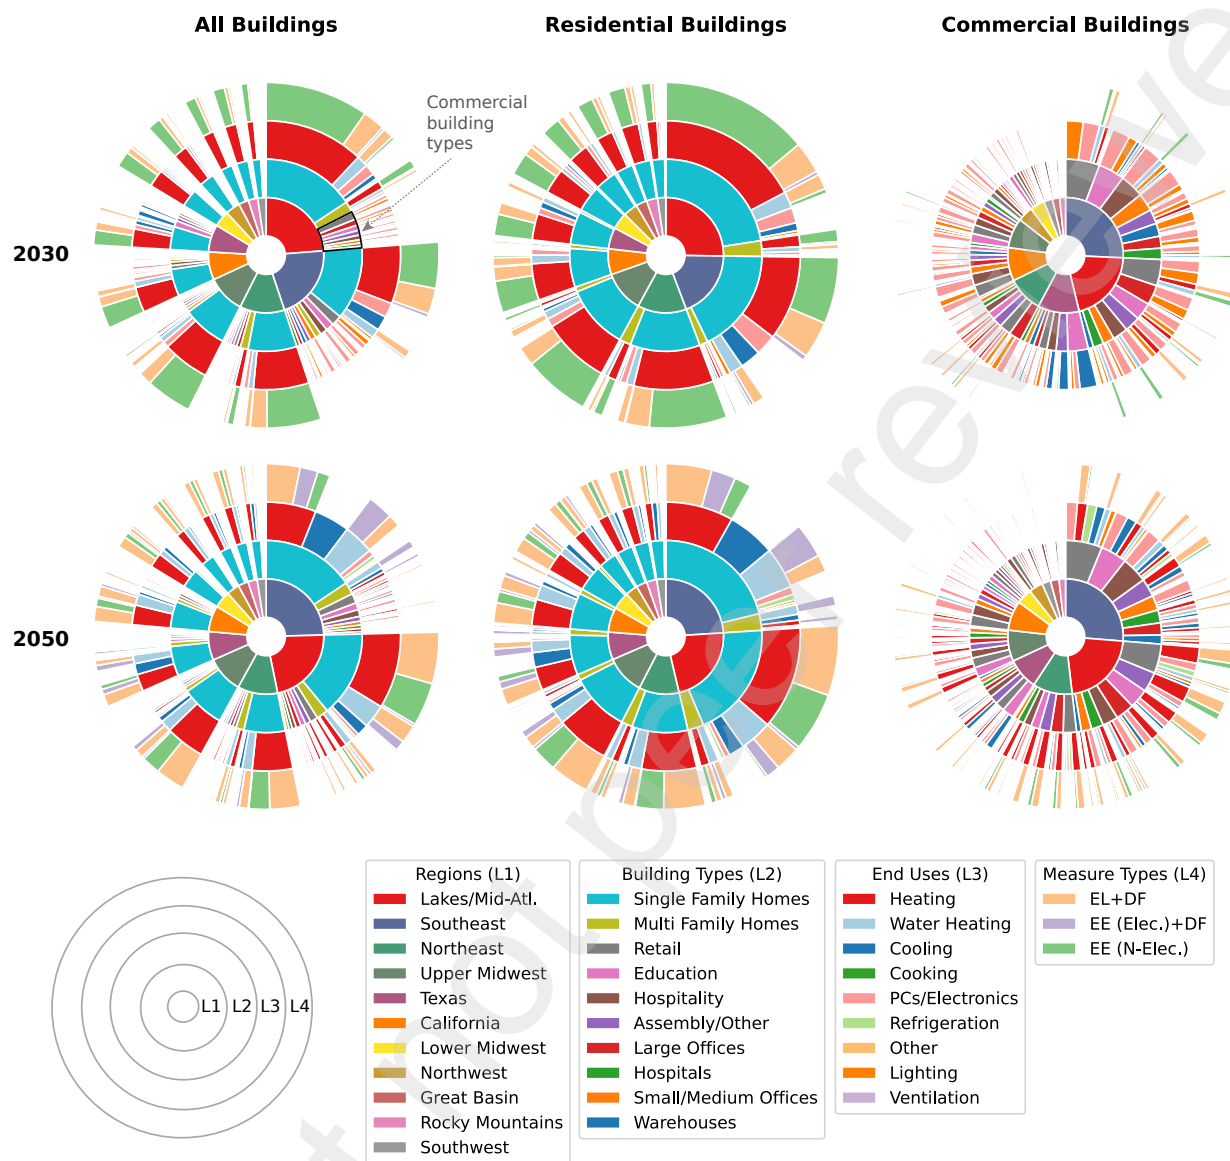 All Buildings
Residential Buildings
Commercial Buildings
Commercial
building
types
2030
2050
L1
L2
L3
L4
Regions (L1)
Lakes/Mid-Atl.
Southeast
Northeast
Upper Midwest
Texas
California
Lower Midwest
Northwest
Great Basin
Rocky Mountains
Southwest
Building Types (L2)
Single Family Homes
Multi Family Homes
Retail
Education
Hospitality
Assembly/Other
Large Offices
Hospitals
Small/Medium Offices
Warehouses
End Uses (L3)
Heating
Water Heating
Cooling
Cooking
PCs/Electronics
Refrigeration
Other
Lighting
Ventilation
Measure Types (L4)
EL+DF
EE (Elec.)+DF
EE (N-Elec.)
not peer reviewe